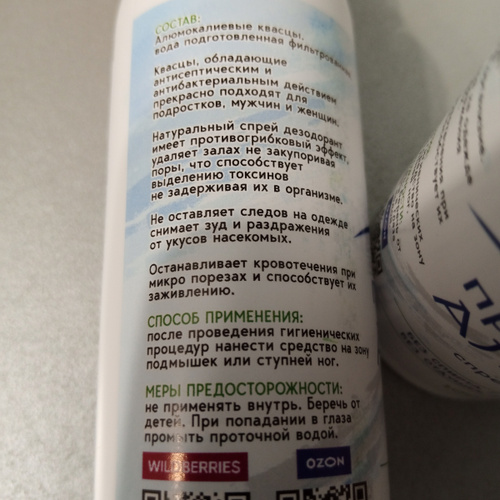 СОСТАВ:
Алюмокалиевые квасцы,
вода подготовленная фильтрованная
Квасцы, обладающие
антисептическим и
антибактериальным действием
прекрасно подходят для
подростков, мужчин и женщин.
Натуральный спрей дезодорант
имеет противогрибковый эффект,
удаляет запах не закупоривая
поры, что способствует
выделению токсинов
не задерживая их в организме.
Не оставляет следов на одежде
снимает зуд и раздражения
от укусов насекомых.
Останавливает кровотечения при
микро порезах и способствует их
заживлению.
СПОСОБ ПРИМЕНЕНИЯ:
после проведения гигиенических
процедур нанести средство на зону
подмышек или ступней ног.
МЕРЫ ПРЕДОСТОРОЖНОСТИ:
не применять внутрь. Беречь от
детей. При попадании в глаза
промыть проточной водой.
WILDBERRIES
OZON